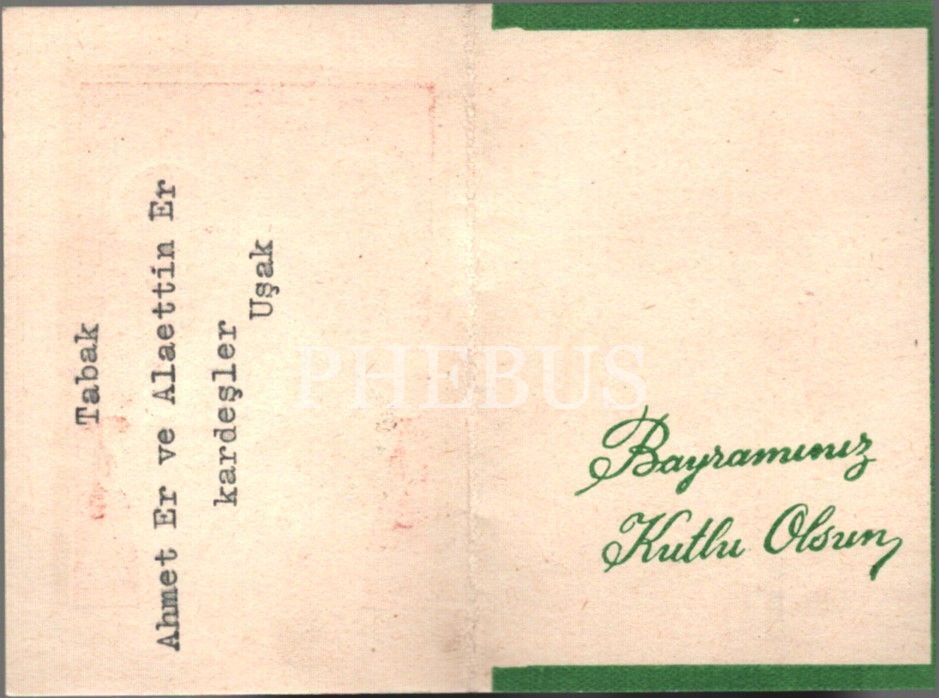 Tabak
Ahmet Er ve Alaettin Er
kardeşler
Uşak
PHEBUS
Bayramınız
Kutlu Olsun